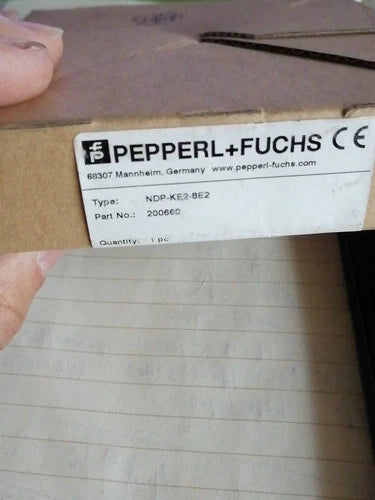 PEPPERL+FUCHS CE
68307 Mannheim, Germany www.pepperl-fuchs.com
Type: NDP-KE2-8E2
Part No.: 200660
Quantity: 1 pc